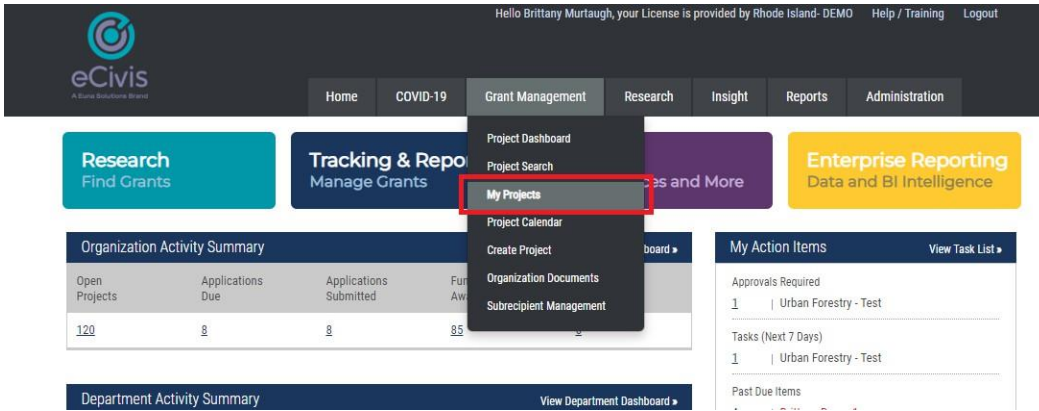 Hello Brittany Murtaugh, your License is provided by Rhode Island- DEMO Help / Training Logout
eCivis
A Euna Solutions Brand
Home COVID-19 Grant Management Research Insight Reports Administration
Project Dashboard
Project Search
My Projects
Project Calendar
Create Project
Organization Documents
Subrecipient Management
Research
Find Grants
Tracking & Repo
Manage Grants
and More
Enterprise Reporting
Data and BI Intelligence
Organization Activity Summary board »
Open Projects
Applications Due
Applications Submitted
120 8 8 85
My Action Items View Task List »
Approvals Required
1 | Urban Forestry - Test
Tasks (Next 7 Days)
1 | Urban Forestry - Test
Past Due Items
Department Activity Summary View Department Dashboard »